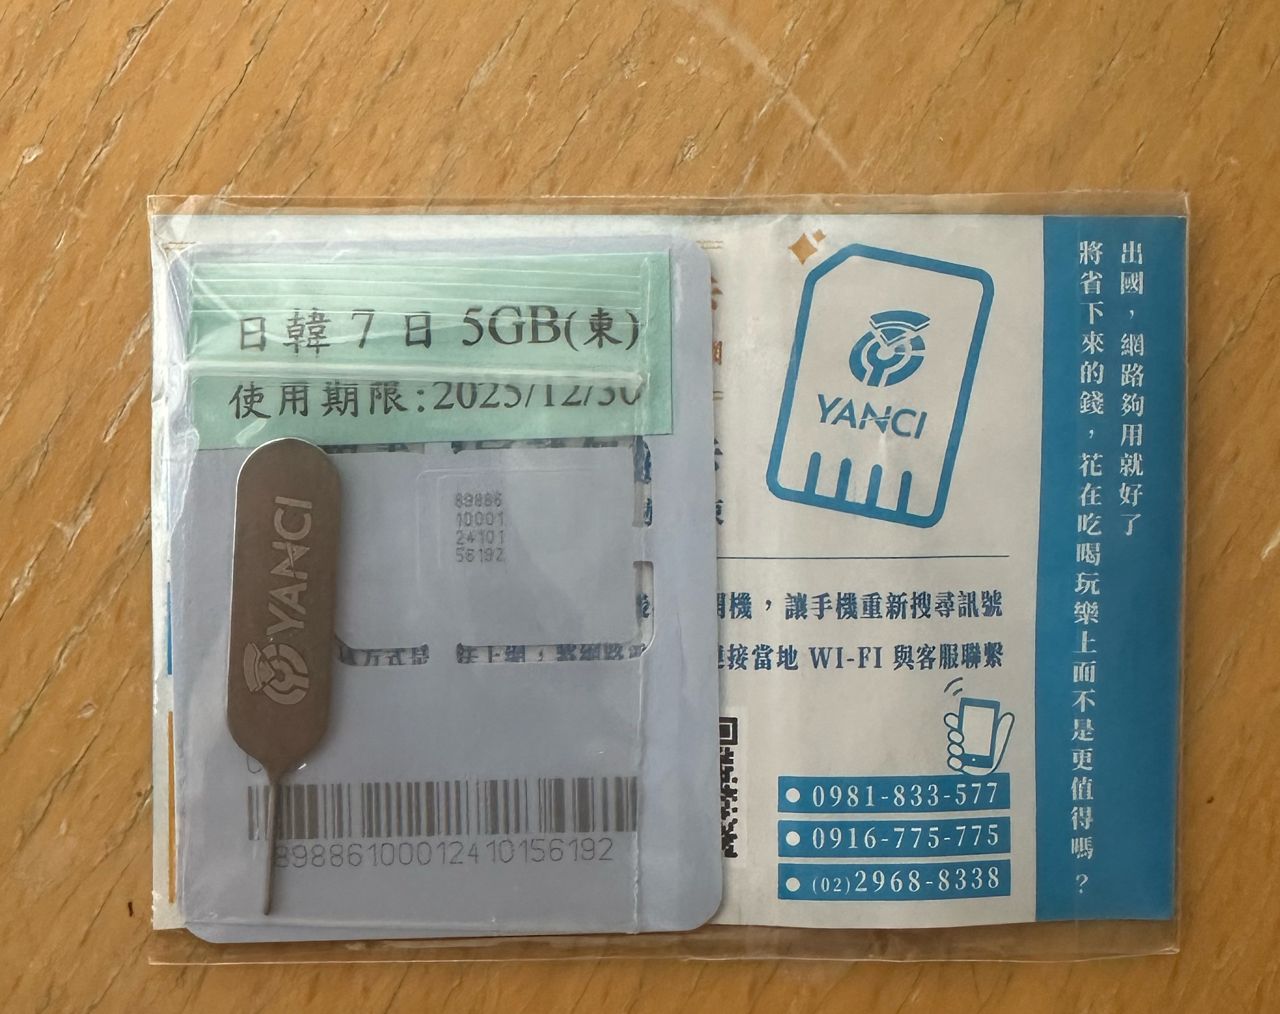 日韓 7 日 5GB(東)
使用期限:2025/12/30
89886
10001
24101
56192
YANCI
89886100012410156192
YANCI
機，讓手機重新搜尋訊號
連接當地 WI-FI 與客服聯繫
0981-833-577
0916-775-775
(02)2968-8338
出國，網路夠用就好了
將省下來的錢，花在吃喝玩樂上面不是更值得嗎？